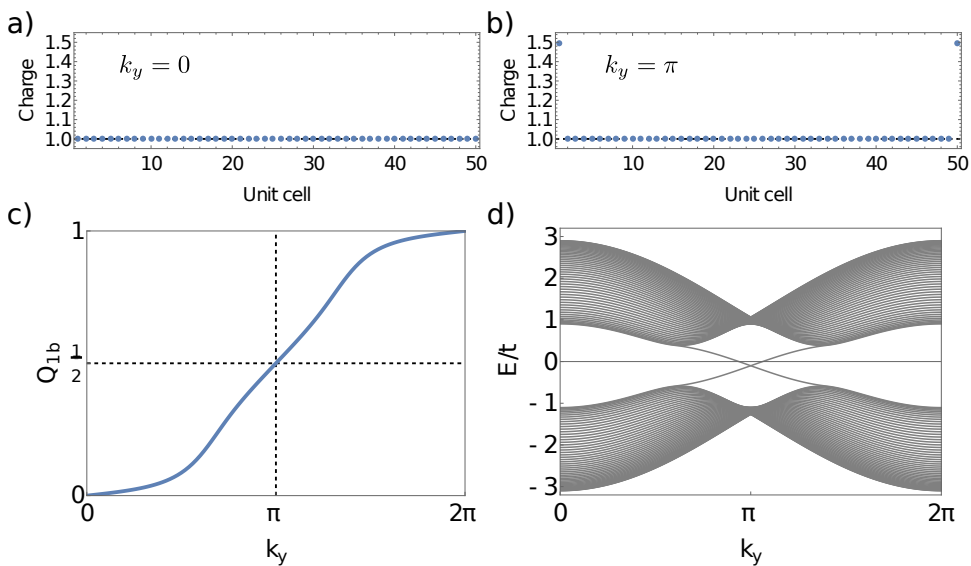 a)
1.5
1.4
1.3
1.2
1.1
1.0
Charge
k_y = 0
10 20 30 40 50
Unit cell
b)
1.5
1.4
1.3
1.2
1.1
1.0
Charge
k_y = π
10 20 30 40 50
Unit cell
c)
1
1
2
0
Q_1b
0 π 2π
k_y
d)
3
2
1
0
- 1
- 2
- 3
E/t
0 π 2π
k_y